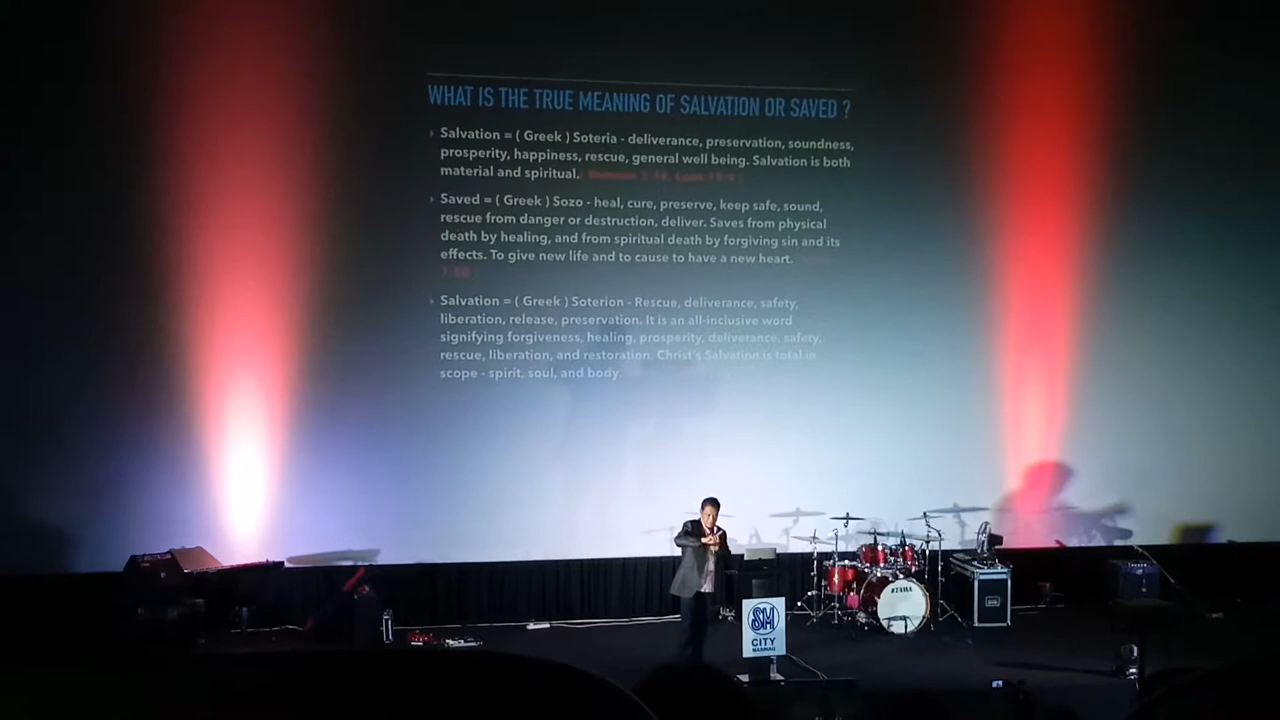 WHAT IS THE TRUE MEANING OF SALVATION OR SAVED ?
Salvation = ( Greek ) Soteria - deliverance, preservation, soundness,
prosperity, happiness, rescue, general well being. Salvation is both
material and spiritual.
Saved = ( Greek ) Sozo - heal, cure, preserve, keep safe, sound,
rescue from danger or destruction, deliver. Saves from physical
death by healing, and from spiritual death by forgiving sin and its
effects. To give new life and to cause to have a new heart.
Salvation = ( Greek ) Soterion - Rescue, deliverance, safety,
liberation, release, preservation. It is an all-inclusive word
signifying forgiveness, healing, prosperity, deliverance, safety,
rescue, liberation, and restoration. Christ's Salvation is total in
scope - spirit, soul, and body.
TAMA
SM
CITY